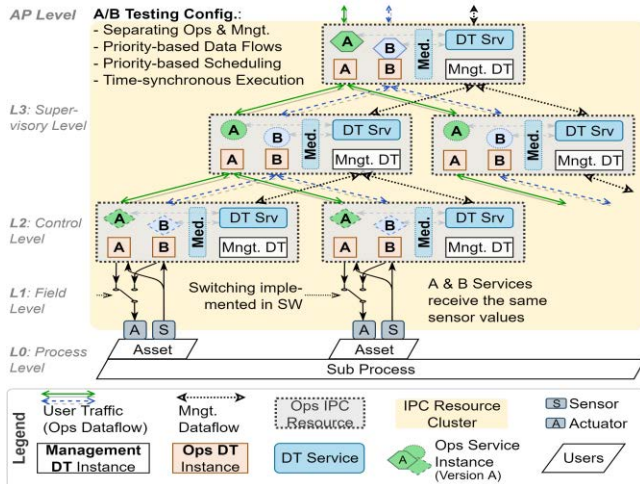 AP Level
A/B Testing Config.:
- Separating Ops & Mngt.
- Priority-based Data Flows
- Priority-based Scheduling
- Time-synchronous Execution
A
B
Med.
DT Srv
A
B
Mngt. DT
L3: Super-
visory Level
A
B
Med.
DT Srv
A
B
Mngt. DT
A
B
Med.
DT Srv
A
B
Mngt. DT
L2: Control
Level
A
B
Med.
DT Srv
A
B
Mngt. DT
A
B
Med.
DT Srv
A
B
Mngt. DT
L1: Field
Level
Switching imple-
mented in SW
A & B Services
receive the same
sensor values
A
S
A
S
L0: Process
Level
Asset
Asset
Sub Process
Legend
User Traffic
(Ops Dataflow)
Mngt.
Dataflow
Ops IPC
Resource
IPC Resource
Cluster
S
Sensor
A
Actuator
Management
DT Instance
Ops DT
Instance
DT Service
A
Ops Service
Instance
(Version A)
Users